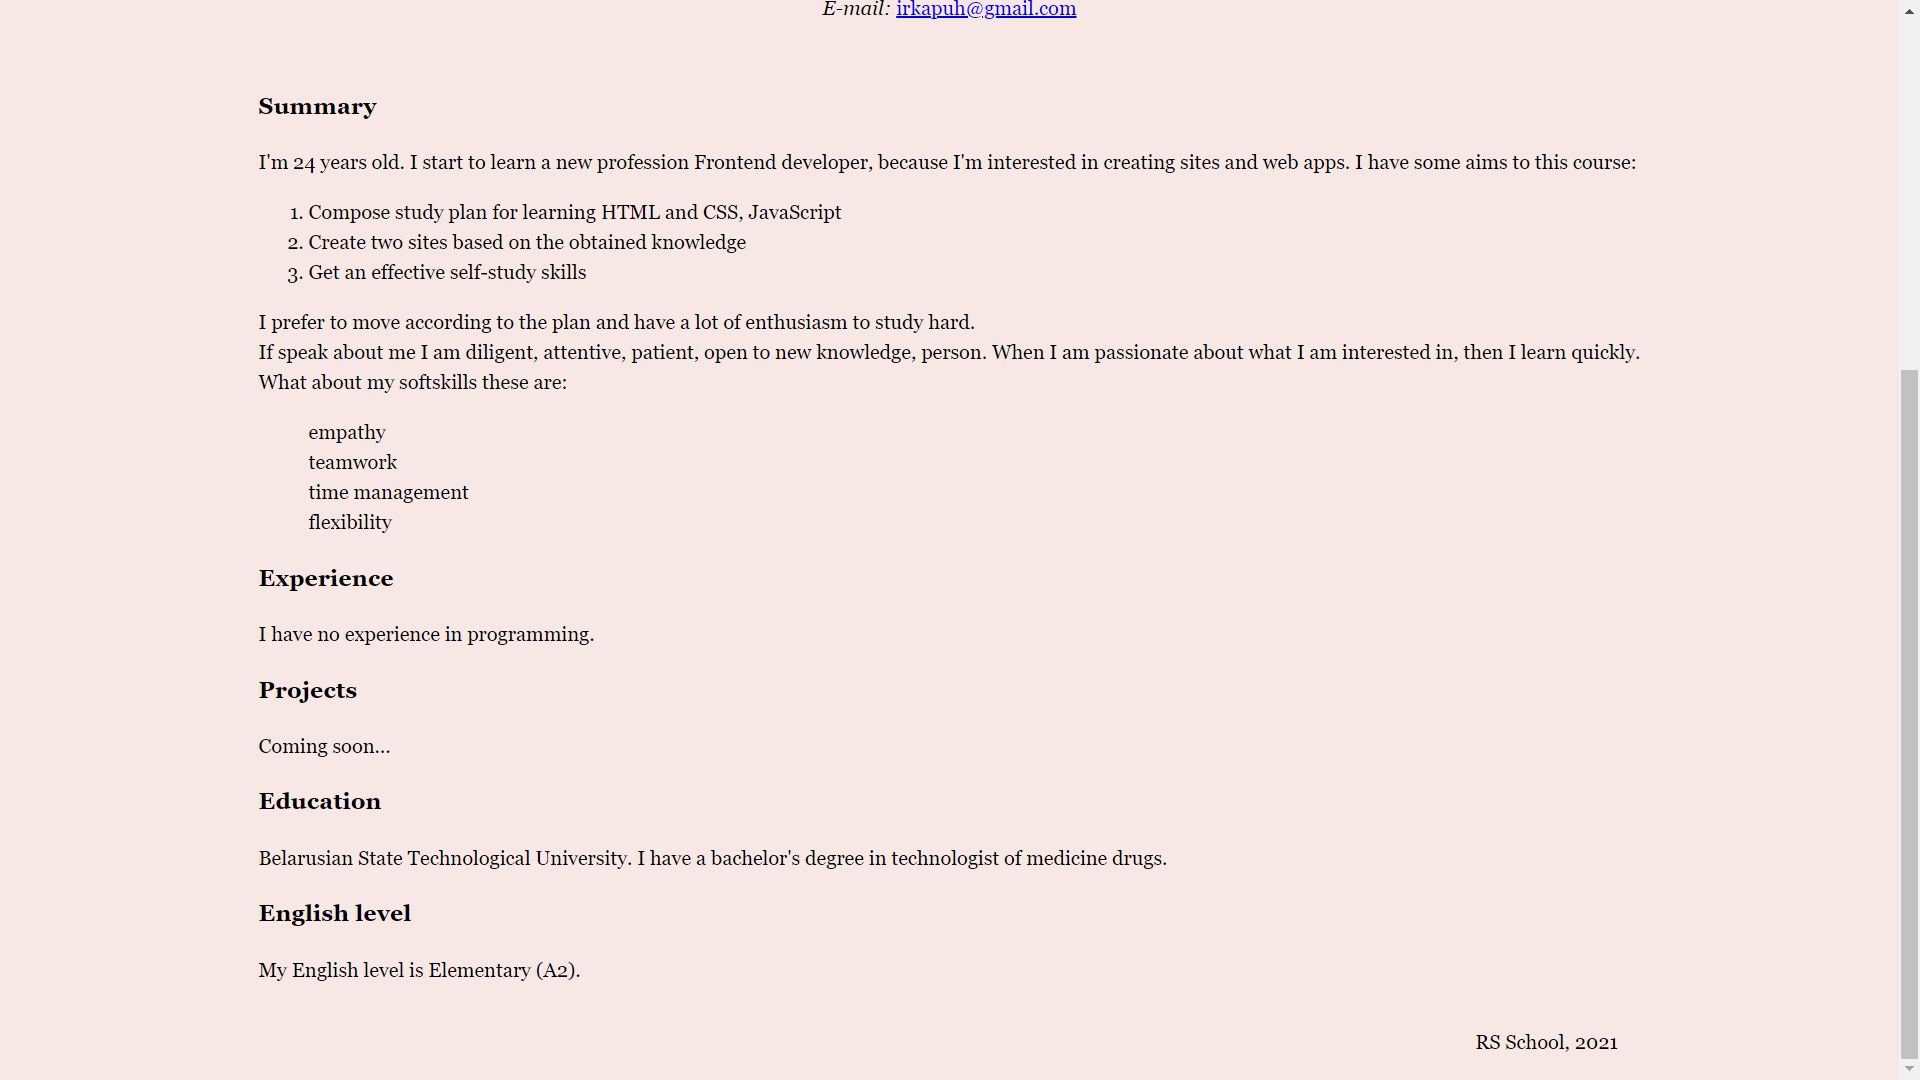 E-mail: irkapuh@gmail.com
Summary
I'm 24 years old. I start to learn a new profession Frontend developer, because I'm interested in creating sites and web apps. I have some aims to this course:
1. Compose study plan for learning HTML and CSS, JavaScript
2. Create two sites based on the obtained knowledge
3. Get an effective self-study skills
I prefer to move according to the plan and have a lot of enthusiasm to study hard.
If speak about me I am diligent, attentive, patient, open to new knowledge, person. When I am passionate about what I am interested in, then I learn quickly.
What about my softskills these are:
empathy
teamwork
time management
flexibility
Experience
I have no experience in programming.
Projects
Coming soon...
Education
Belarusian State Technological University. I have a bachelor's degree in technologist of medicine drugs.
English level
My English level is Elementary (A2).
RS School, 2021